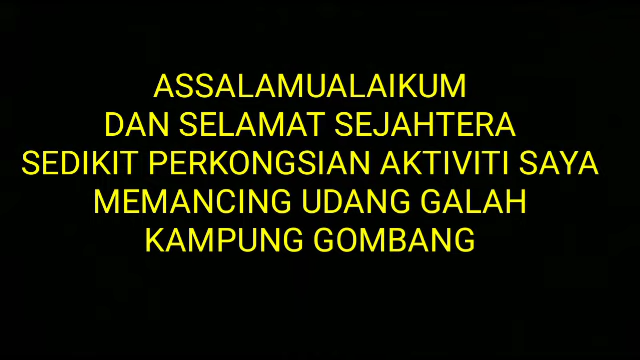 ASSALAMUALAIKUM
DAN SELAMAT SEJAHTERA
SEDIKIT PERKONGSIAN AKTIVITI SAYA
MEMANCING UDANG GALAH
KAMPUNG GOMBANG